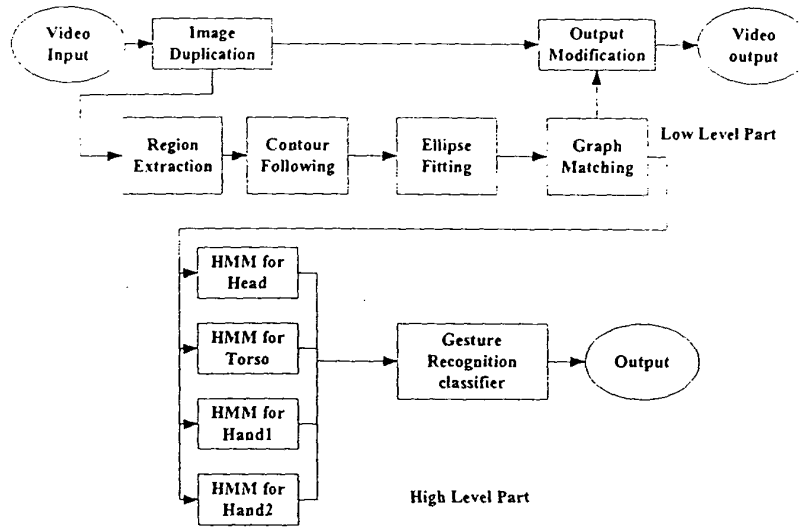 Video
Input
Image
Duplication
Output
Modification
Video
output
Region
Extraction
Contour
Following
Ellipse
Fitting
Graph
Matching
Low Level Part
HMM for
Head
HMM for
Torso
HMM for
Hand1
HMM for
Hand2
Gesture
Recognition
classifier
Output
High Level Part